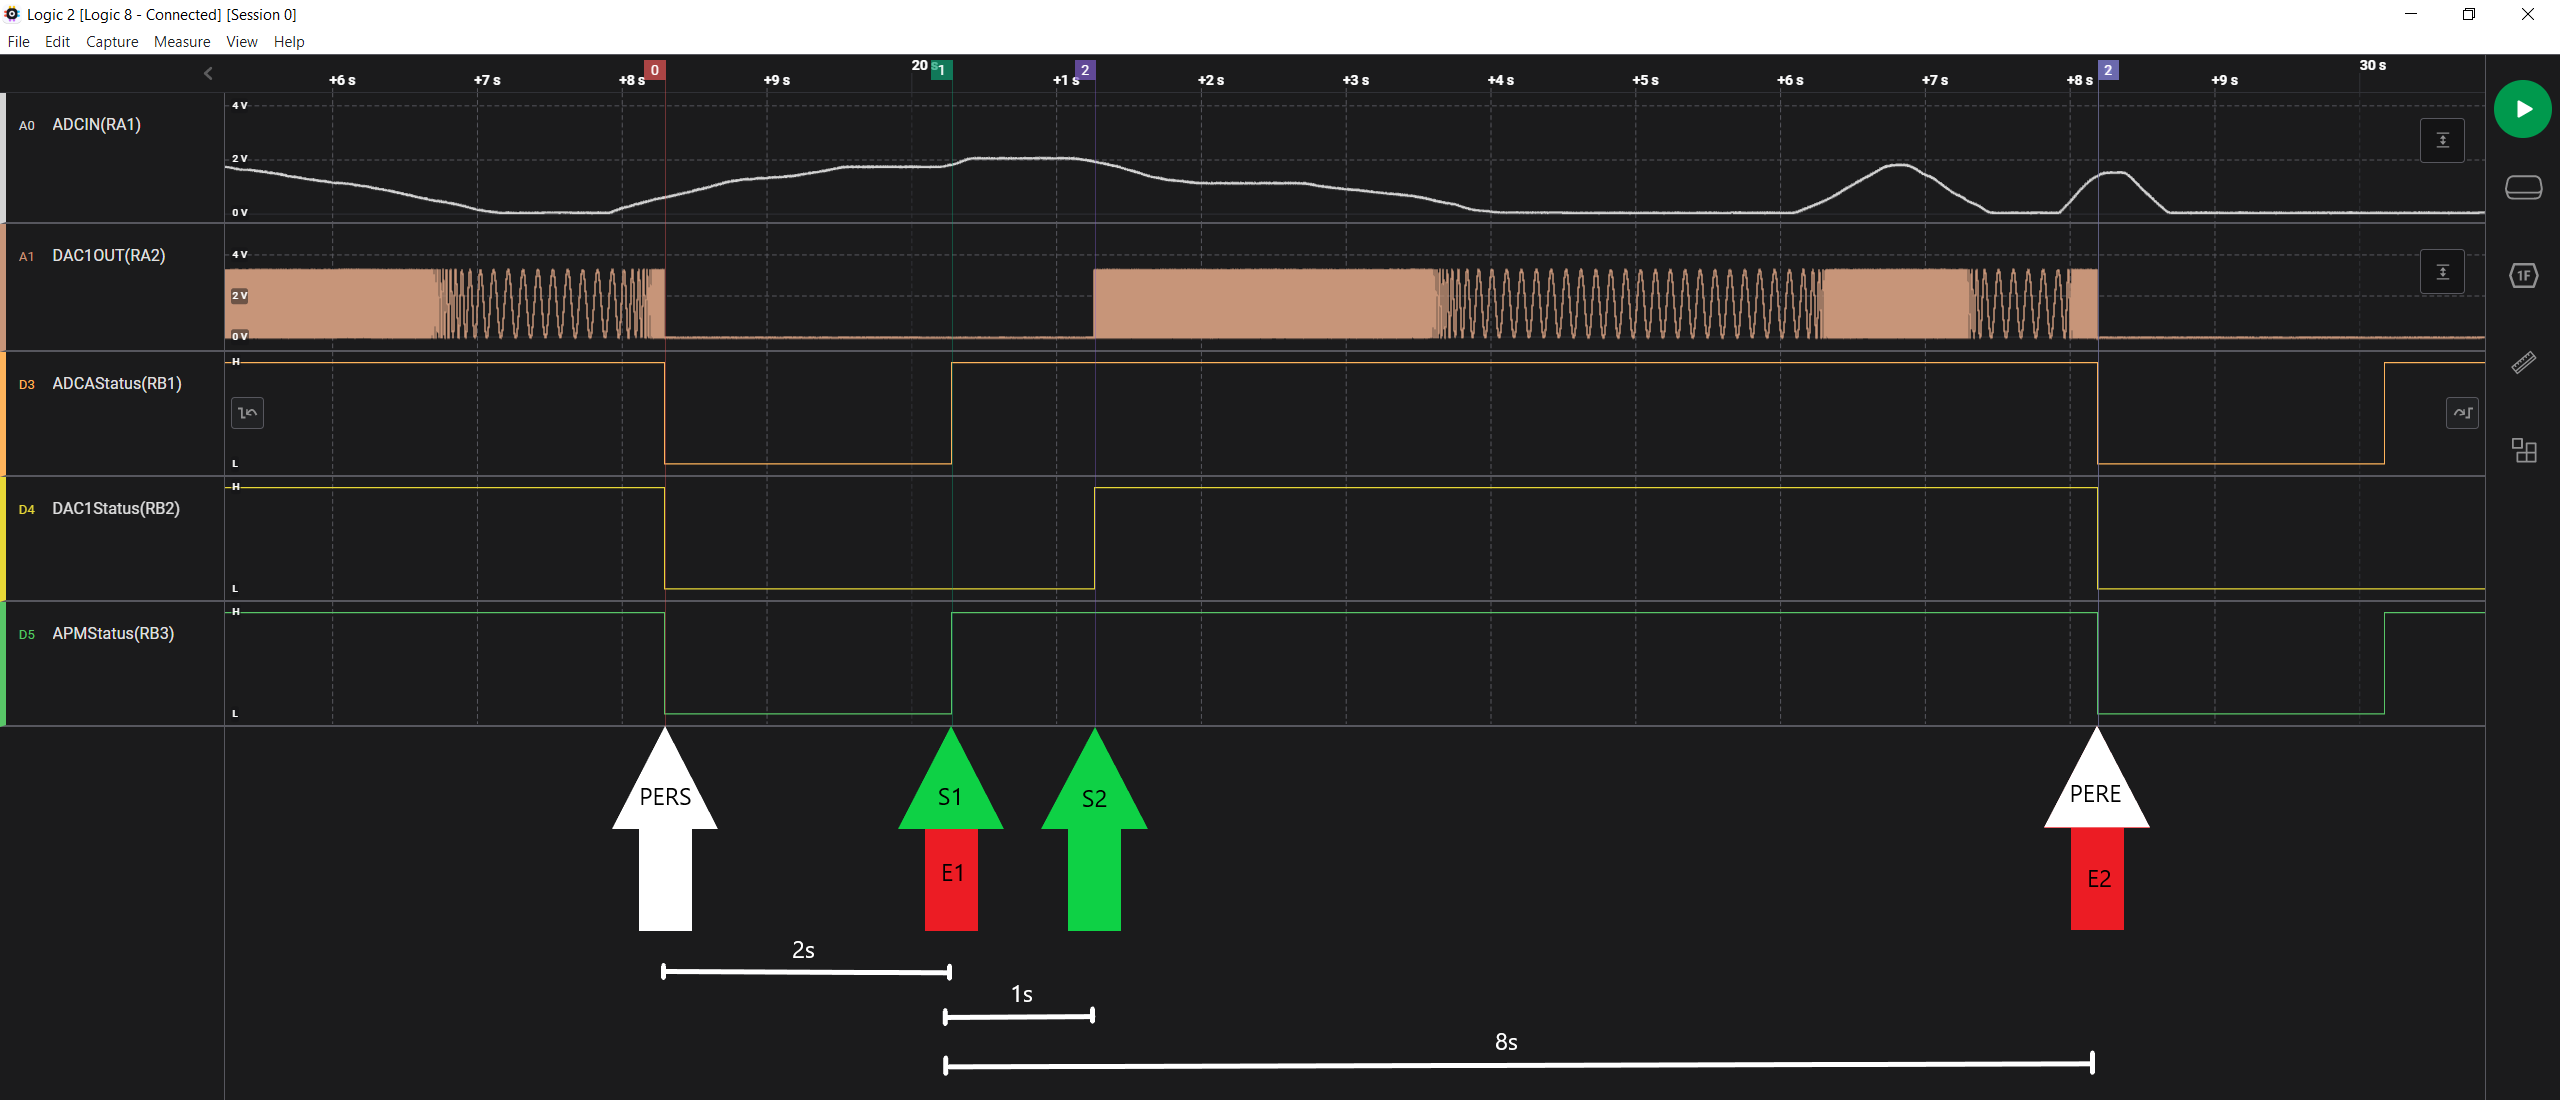 Logic 2 [Logic 8 - Connected] [Session 0]
File Edit Capture Measure View Help
20 s 30 s
+6 s +7 s +8 s 0 +9 s 1 +1 s 2 +2 s +3 s +4 s +5 s +6 s +7 s +8 s 2 +9 s
A0 ADCIN(RA1)
4 V
2 V
0 V
A1 DAC1OUT(RA2)
4 V
2 V
0 V
1F
D3 ADCAStatus(RB1)
H
L
D4 DAC1Status(RB2)
H
L
D5 APMStatus(RB3)
H
L
PERS S1 S2 PERE
E1 E2
2s
1s
8s